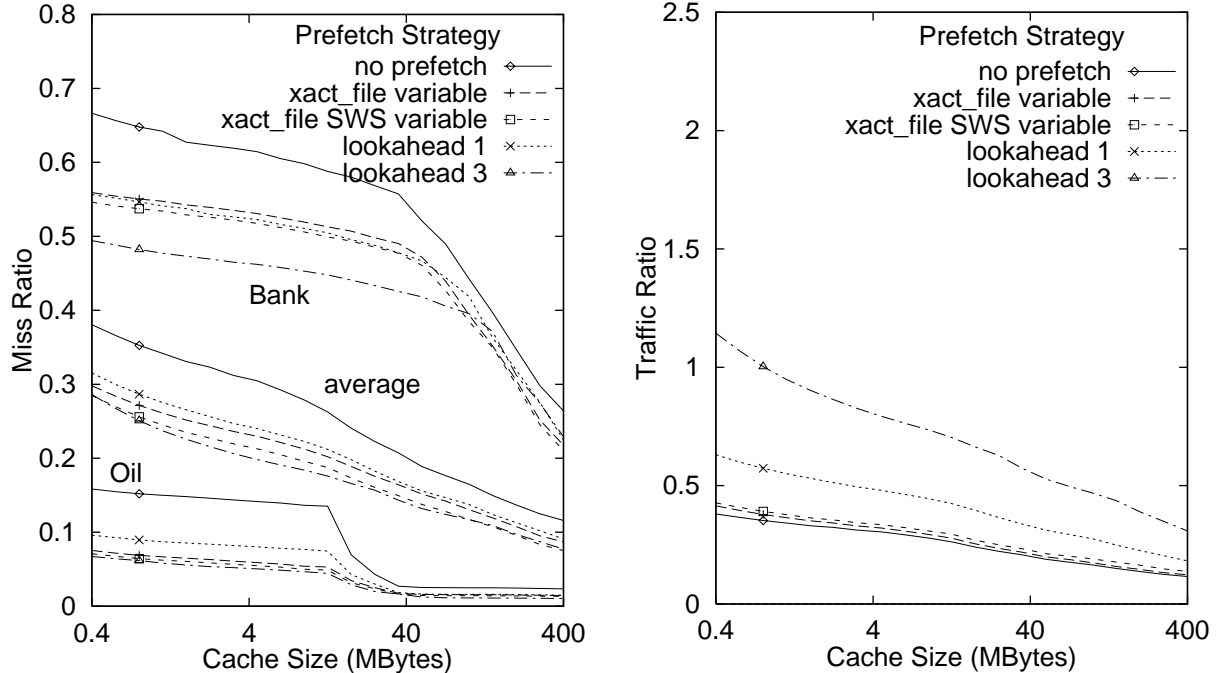 0.8
0.7
0.6
0.5
0.4
0.3
0.2
0.1
0
Miss Ratio
Prefetch Strategy
no prefetch
xact_file variable
xact_file SWS variable
lookahead 1
lookahead 3
Bank
average
Oil
0.4 4 40 400
Cache Size (MBytes)
2.5
2
1.5
1
0.5
0
Traffic Ratio
Prefetch Strategy
no prefetch
xact_file variable
xact_file SWS variable
lookahead 1
lookahead 3
0.4 4 40 400
Cache Size (MBytes)